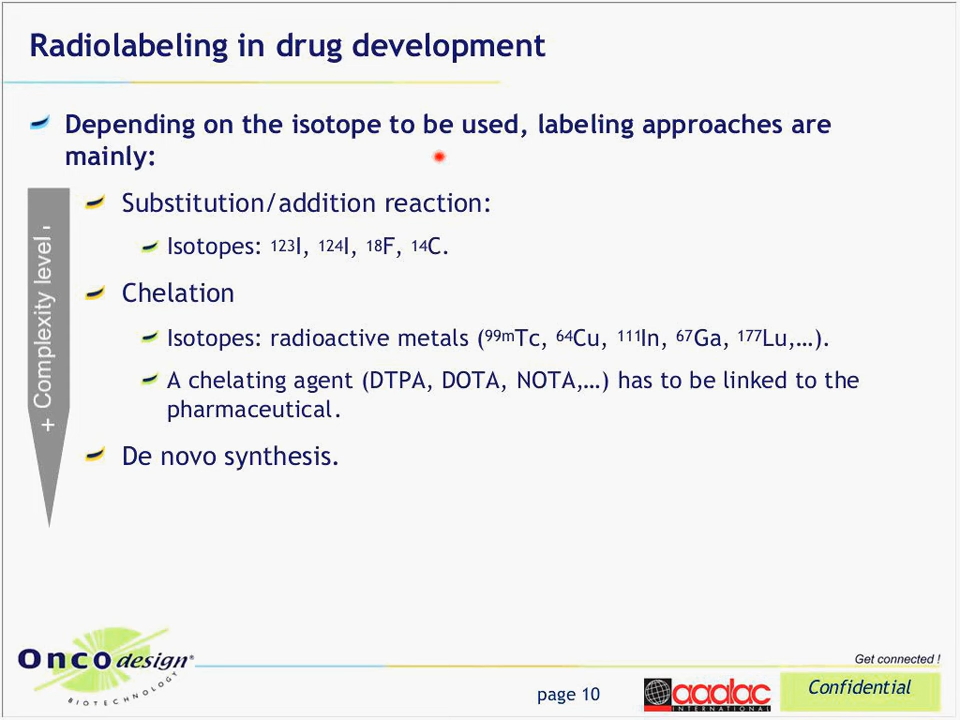 Radiolabeling in drug development
Depending on the isotope to be used, labeling approaches are
mainly:
+ Complexity level -
Substitution/addition reaction:
Isotopes: ¹²³I, ¹²⁴I, ¹⁸F, ¹⁴C.
Chelation
Isotopes: radioactive metals (⁹⁹ᵐTc, ⁶⁴Cu, ¹¹¹In, ⁶⁷Ga, ¹⁷⁷Lu,…).
A chelating agent (DTPA, DOTA, NOTA,…) has to be linked to the
pharmaceutical.
De novo synthesis.
Oncodesign®
BIOTECHNOLOGY
Get connected !
page 10
aaalac
INTERNATIONAL
Confidential